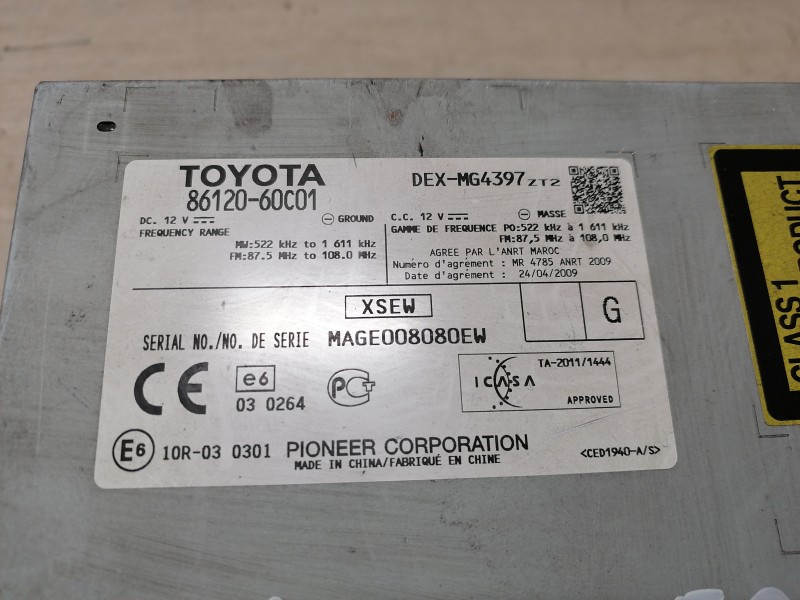 TOYOTA
86120-60C01
DEX-MG4397 ZT2
DC. 12 V
GROUND
FREQUENCY RANGE
MW:522 kHz to 1 611 kHz
FM:87.5 MHz to 108.0 MHz
C.C. 12 V
MASSE
GAMME DE FREQUENCE PO:522 kHz à 1 611 kHz
FM:87,5 MHz à 108,0 MHz
AGREE PAR L'ANRT MAROC
Numéro d'agrément : MR 4785 ANRT 2009
Date d'agrément : 24/04/2009
XSEW
G
SERIAL NO./NO. DE SERIE MAGE008080EW
CE
e6
03 0264
PCT
ICASA
TA-2011/1444
APPROVED
E6
10R-03 0301
PIONEER CORPORATION
MADE IN CHINA/FABRIQUÉ EN CHINE
<CED1940-A/S>
CLASS 1